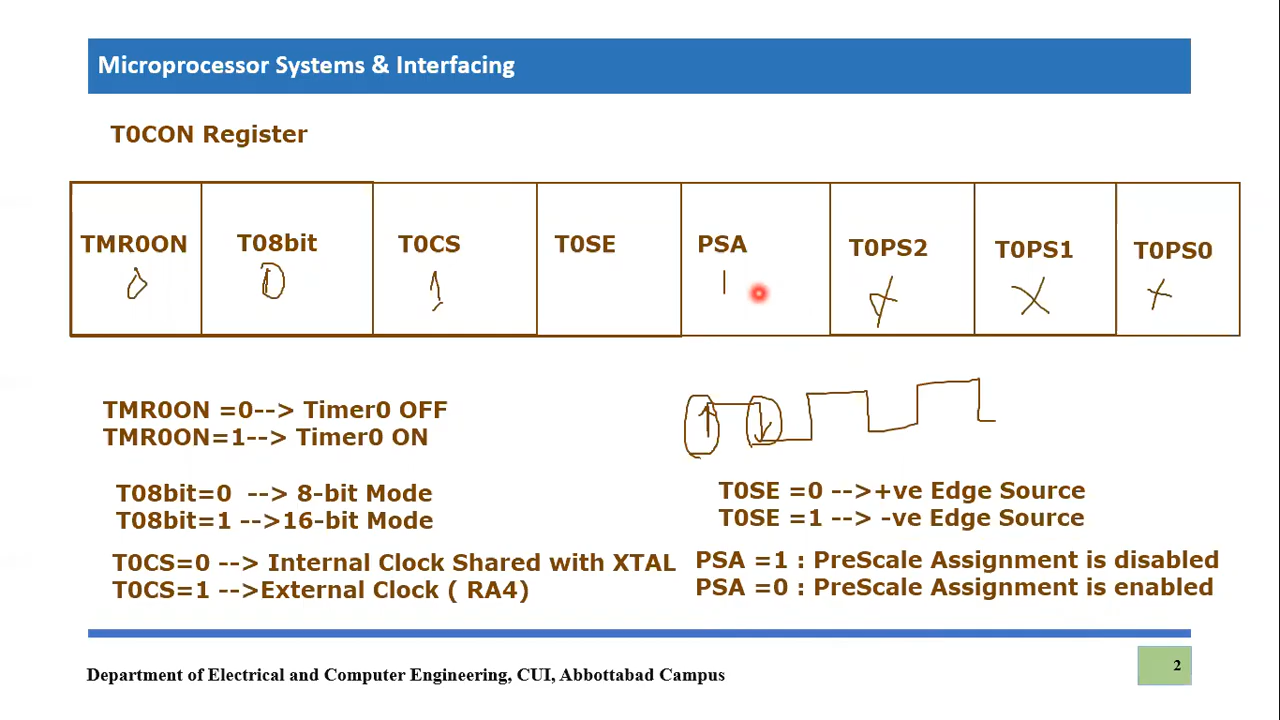 Microprocessor Systems & Interfacing
T0CON Register
TMR0ON T08bit T0CS T0SE PSA T0PS2 T0PS1 T0PS0
0 0 1 1 x x x
TMR0ON =0--> Timer0 OFF
TMR0ON=1--> Timer0 ON
T08bit=0 --> 8-bit Mode
T08bit=1 -->16-bit Mode
T0CS=0 --> Internal Clock Shared with XTAL
T0CS=1 -->External Clock ( RA4)
T0SE =0 -->+ve Edge Source
T0SE =1 --> -ve Edge Source
PSA =1 : PreScale Assignment is disabled
PSA =0 : PreScale Assignment is enabled
Department of Electrical and Computer Engineering, CUI, Abbottabad Campus
2